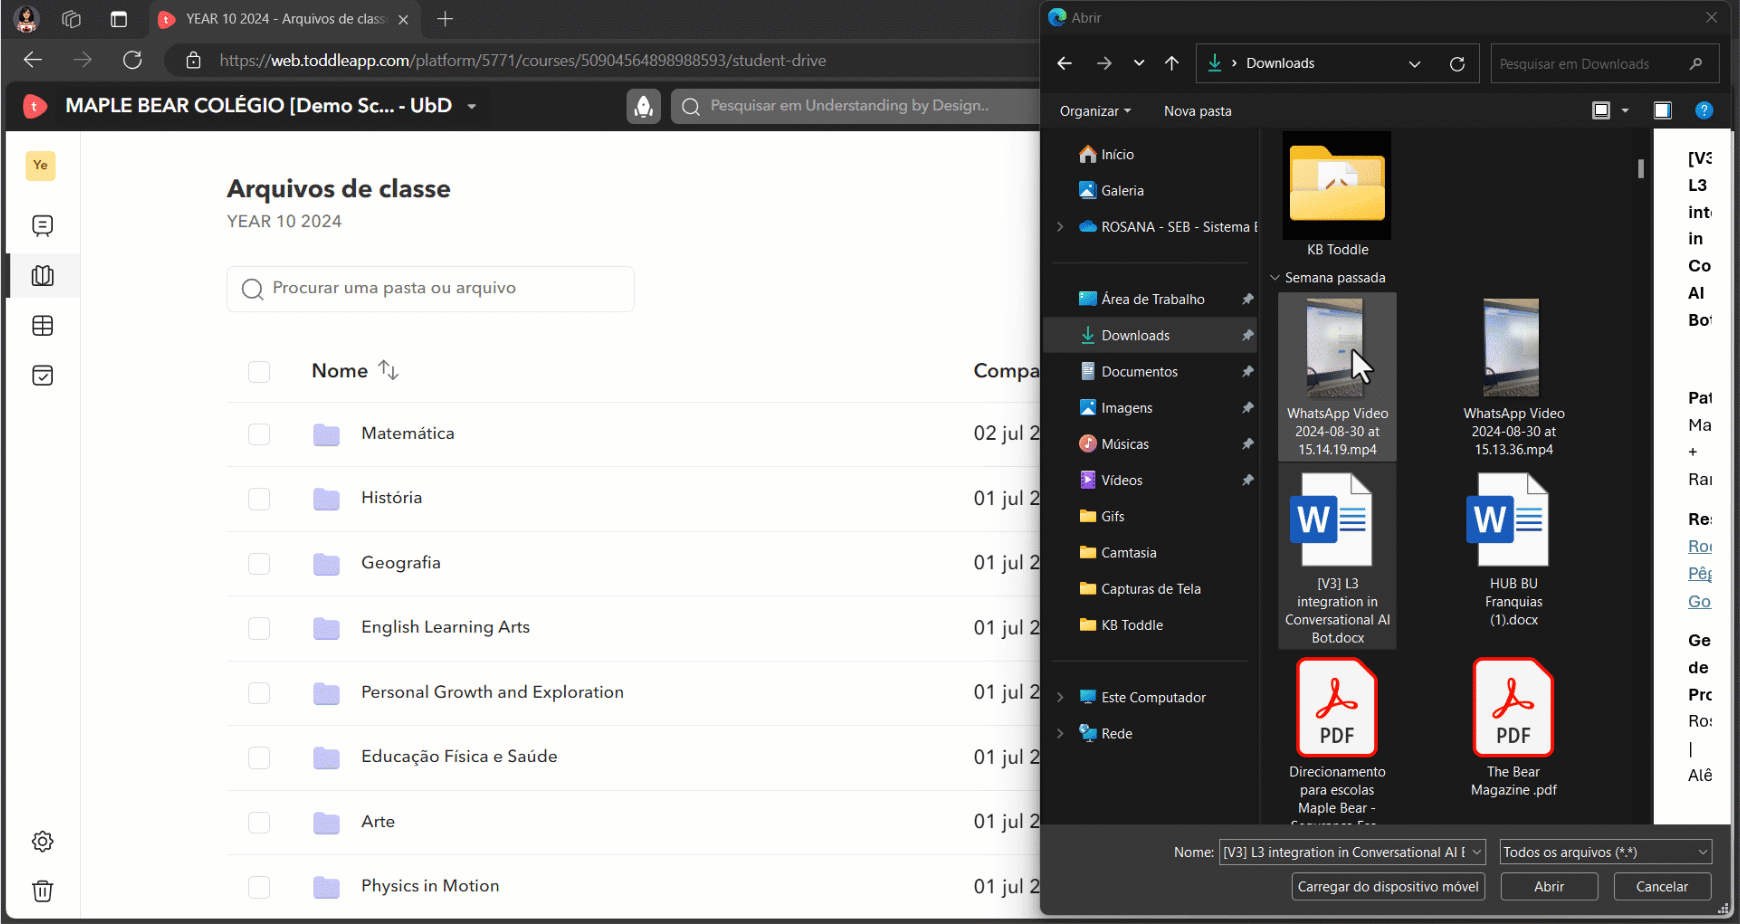 YEAR 10 2024 - Arquivos de classe
https://web.toddleapp.com/platform/5771/courses/50904564898988593/student-drive
MAPLE BEAR COLÉGIO [Demo Sc... - UbD
Pesquisar em Understanding by Design..
Ye
Arquivos de classe
YEAR 10 2024
Procurar uma pasta ou arquivo
Nome
Compa
Matemática
02 jul 2
História
01 jul 2
Geografia
01 jul 2
English Learning Arts
01 jul 2
Personal Growth and Exploration
01 jul 2
Educação Física e Saúde
01 jul 2
Arte
01 jul 2
Physics in Motion
01 jul 2
Abrir
Downloads
Pesquisar em Downloads
Organizar
Nova pasta
Início
Galeria
ROSANA - SEB - Sistema E
Área de Trabalho
Downloads
Documentos
Imagens
Músicas
Vídeos
Gifs
Camtasia
Capturas de Tela
KB Toddle
Este Computador
Rede
KB Toddle
Semana passada
WhatsApp Video
2024-08-30 at
15.14.19.mp4
WhatsApp Video
2024-08-30 at
15.13.36.mp4
W
[V3] L3
integration in
Conversational AI
Bot.docx
W
HUB BU
Franquias
(1).docx
PDF
Direcionamento
para escolas
Maple Bear -
PDF
The Bear
Magazine .pdf
[V3
L3
inte
in
Co
AI
Bot
Pat
Ma
+
Rar
Res
Roc
Pêg
Go
Ge
de
Pro
Ros
|
Alê
Nome:
[V3] L3 integration in Conversational AI E
Todos os arquivos (*.*)
Carregar do dispositivo móvel
Abrir
Cancelar